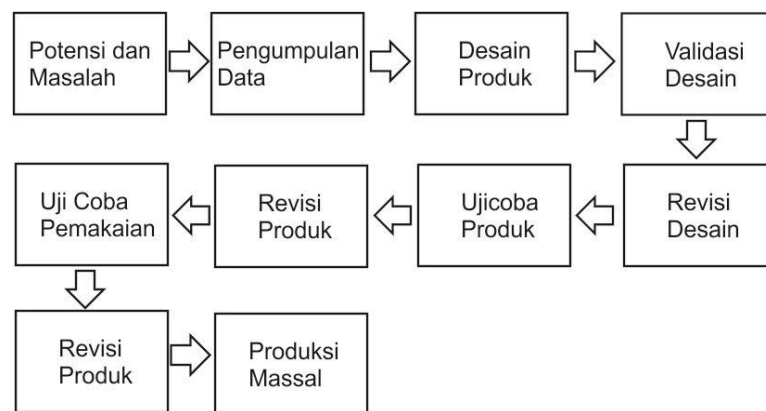 Potensi dan
Masalah
Pengumpulan
Data
Desain
Produk
Validasi
Desain
Revisi
Desain
Ujicoba
Produk
Revisi
Produk
Uji Coba
Pemakaian
Revisi
Produk
Produksi
Massal